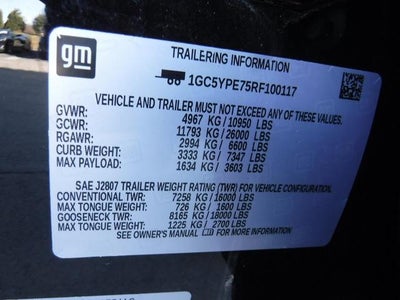 gm
TRAILERING INFORMATION
1GC5YPE75RF100117
VEHICLE AND TRAILER MUST NOT EXCEED ANY OF THESE VALUES.
GVWR: 4967 KG / 10950 LBS
GCWR: 11793 KG / 26000 LBS
RGAWR: 2994 KG / 6600 LBS
CURB WEIGHT: 3333 KG / 7347 LBS
MAX PAYLOAD: 1634 KG / 3603 LBS
SAE J2807 TRAILER WEIGHT RATING (TWR) FOR VEHICLE CONFIGURATION.
CONVENTIONAL TWR: 7258 KG / 16000 LBS
MAX TONGUE WEIGHT: 726 KG / 1600 LBS
GOOSENECK TWR: 8165 KG / 18000 LBS
MAX TONGUE WEIGHT: 1225 KG / 2700 LBS
SEE OWNER'S MANUAL FOR MORE INFORMATION